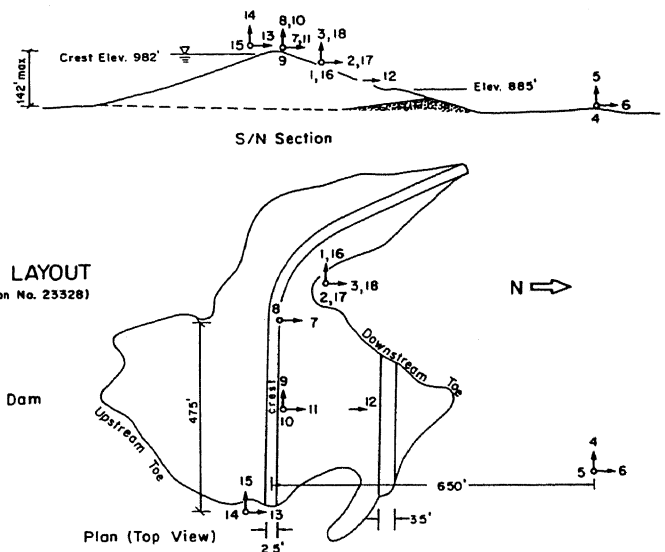 14
8,10
15
13
7,11
9
3,18
2,17
1,16
12
Crest Elev. 982'
142' max
Elev. 885'
5
6
4
S/N Section
LAYOUT
on No. 23328)
N
1,16
3,18
2,17
8
7
Downstream Toe
475'
crest
9
10
11
12
Dam
Upstream Toe
4
5
6
650'
15
14
13
Plan (Top View)
25'
35'